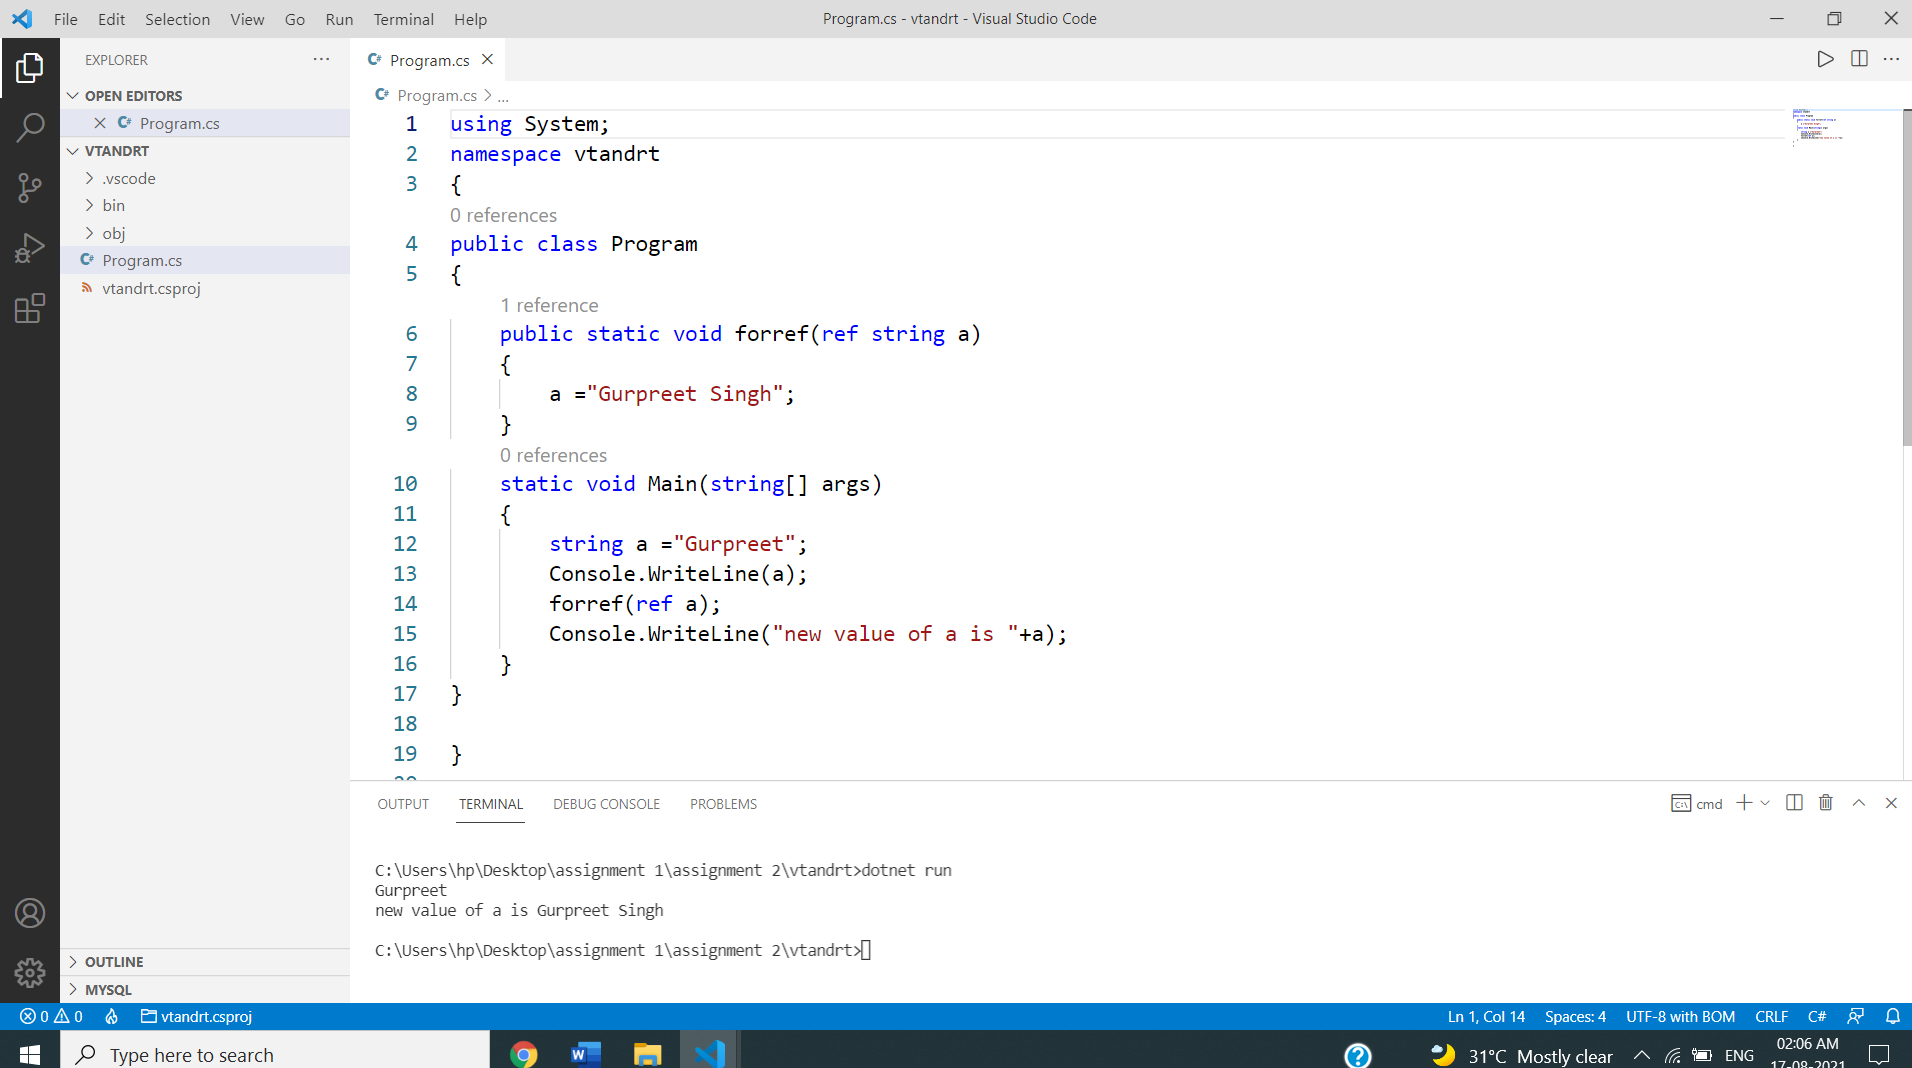 File Edit Selection View Go Run Terminal Help
Program.cs - vtandrt - Visual Studio Code
EXPLORER
OPEN EDITORS
Program.cs
VTANDRT
.vscode
bin
obj
Program.cs
vtandrt.csproj
OUTLINE
MYSQL
Program.cs
Program.cs > ...
1 using System;
2 namespace vtandrt
3 {
0 references
4 public class Program
5 {
1 reference
6 public static void forref(ref string a)
7 {
8 a ="Gurpreet Singh";
9 }
0 references
10 static void Main(string[] args)
11 {
12 string a ="Gurpreet";
13 Console.WriteLine(a);
14 forref(ref a);
15 Console.WriteLine("new value of a is "+a);
16 }
17 }
18
19 }
OUTPUT TERMINAL DEBUG CONSOLE PROBLEMS
cmd
C:\Users\hp\Desktop\assignment 1\assignment 2\vtandrt>dotnet run
Gurpreet
new value of a is Gurpreet Singh
C:\Users\hp\Desktop\assignment 1\assignment 2\vtandrt>
0 0 vtandrt.csproj
Ln 1, Col 14 Spaces: 4 UTF-8 with BOM CRLF C#
Type here to search
31°C Mostly clear
ENG
02:06 AM
17-08-2021